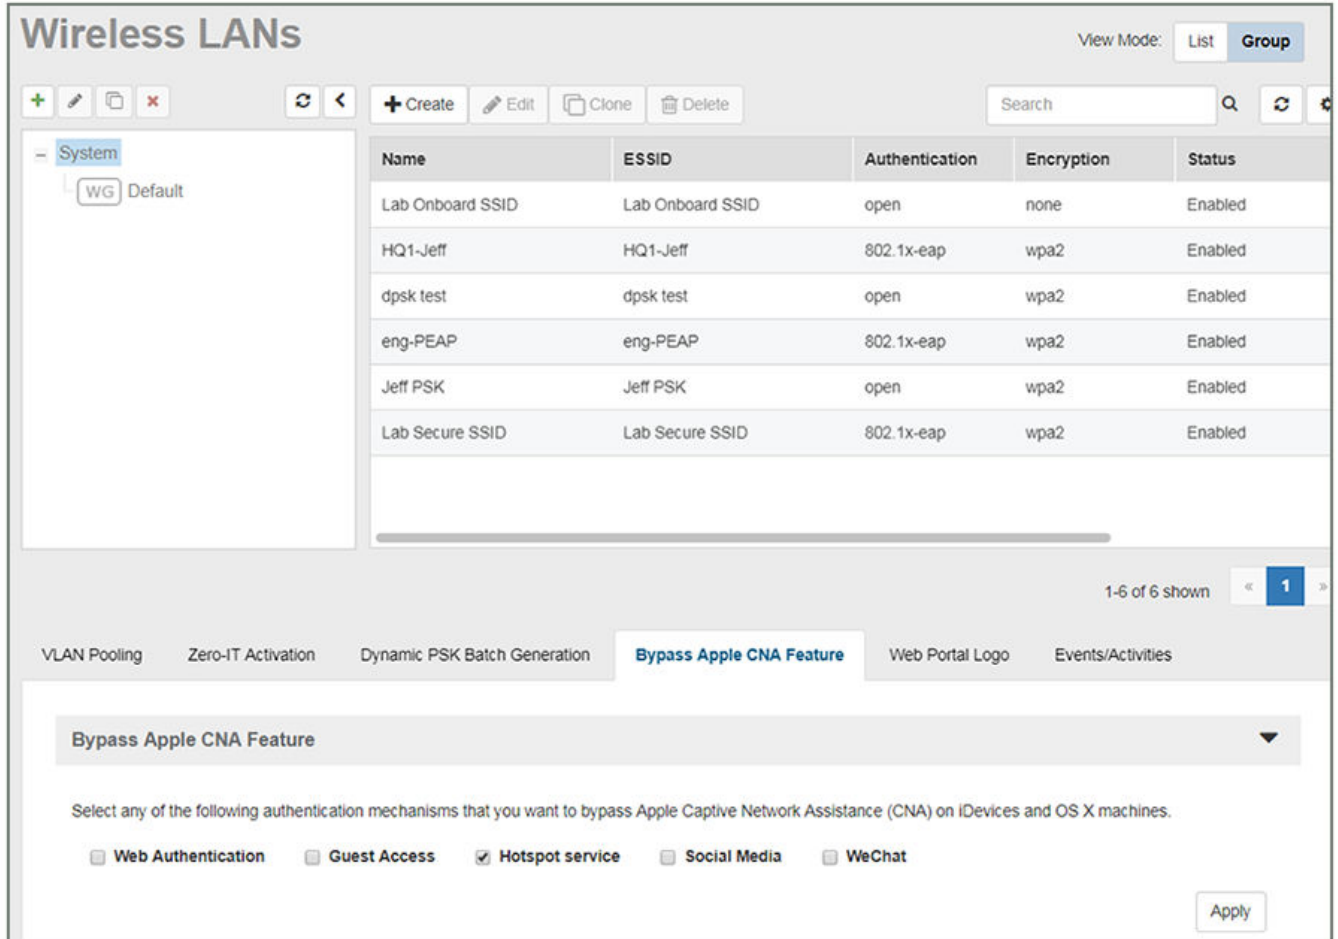 Wireless LANs
View Mode: List Group
Create Edit Clone Delete Search
System
WG Default
Name ESSID Authentication Encryption Status
Lab Onboard SSID Lab Onboard SSID open none Enabled
HQ1-Jeff HQ1-Jeff 802.1x-eap wpa2 Enabled
dpsk test dpsk test open wpa2 Enabled
eng-PEAP eng-PEAP 802.1x-eap wpa2 Enabled
Jeff PSK Jeff PSK open wpa2 Enabled
Lab Secure SSID Lab Secure SSID 802.1x-eap wpa2 Enabled
1-6 of 6 shown « 1 »
VLAN Pooling Zero-IT Activation Dynamic PSK Batch Generation Bypass Apple CNA Feature Web Portal Logo Events/Activities
Bypass Apple CNA Feature
Select any of the following authentication mechanisms that you want to bypass Apple Captive Network Assistance (CNA) on iDevices and OS X machines.
Web Authentication Guest Access Hotspot service Social Media WeChat
Apply